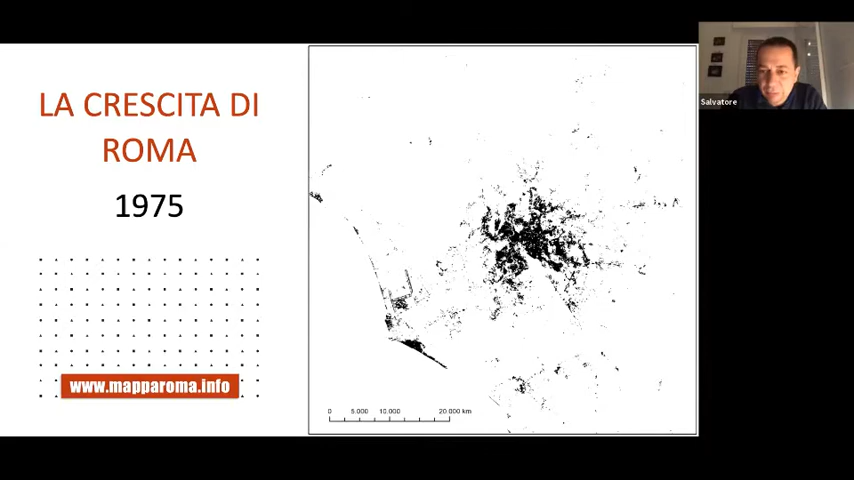 LA CRESCITA DI
ROMA
1975
www.mapparoma.info
0 5.000 10.000 20.000 km
Salvatore